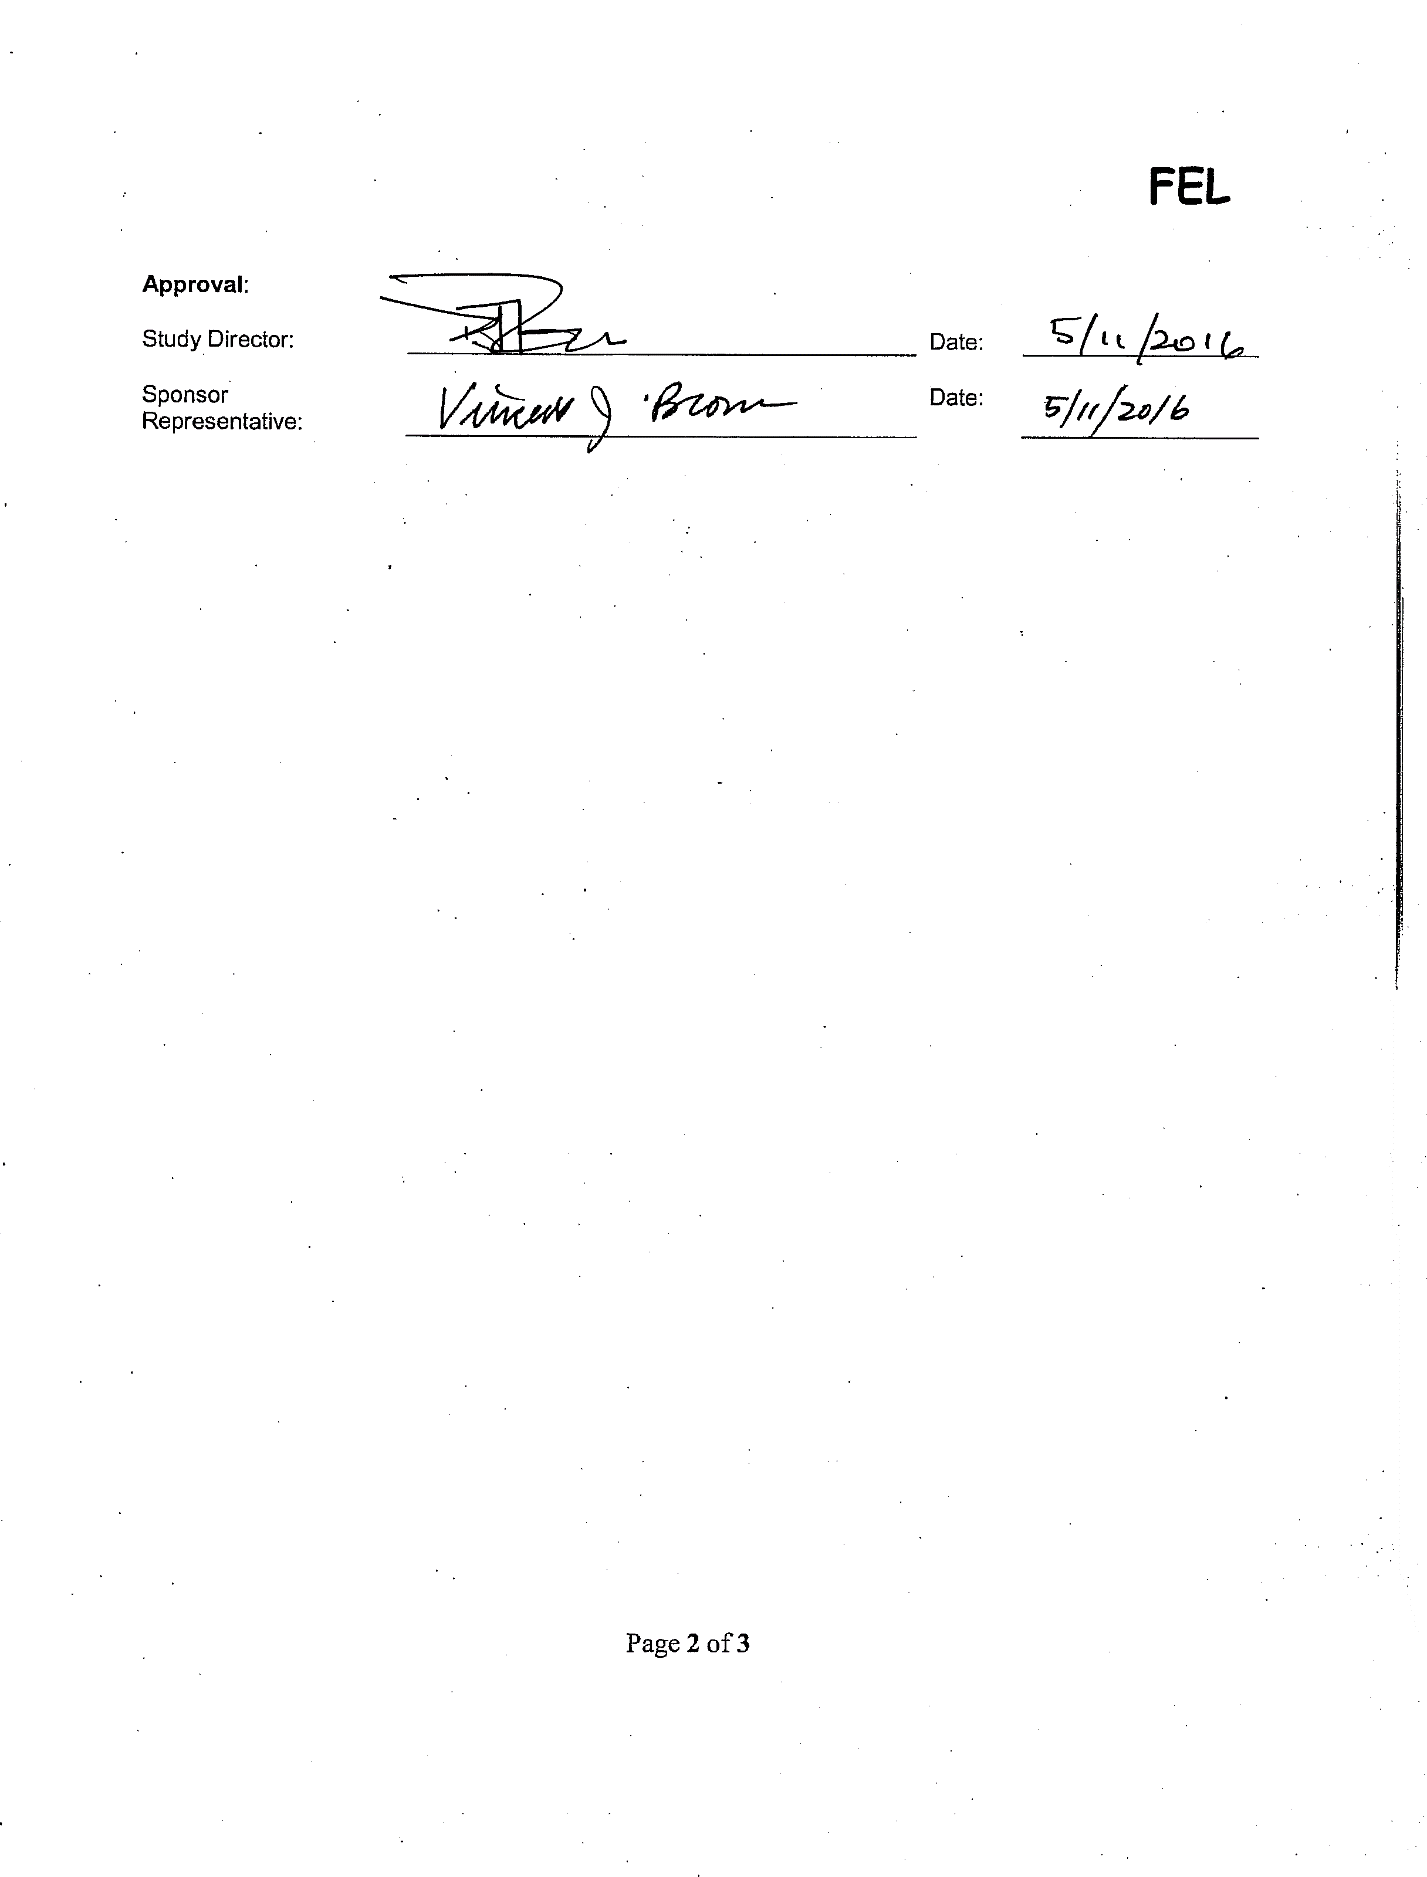 FEL
Approval:
Study Director: Date: 5/11/2016
Sponsor
Representative: Vincent J Brown Date: 5/11/2016
Page 2 of 3